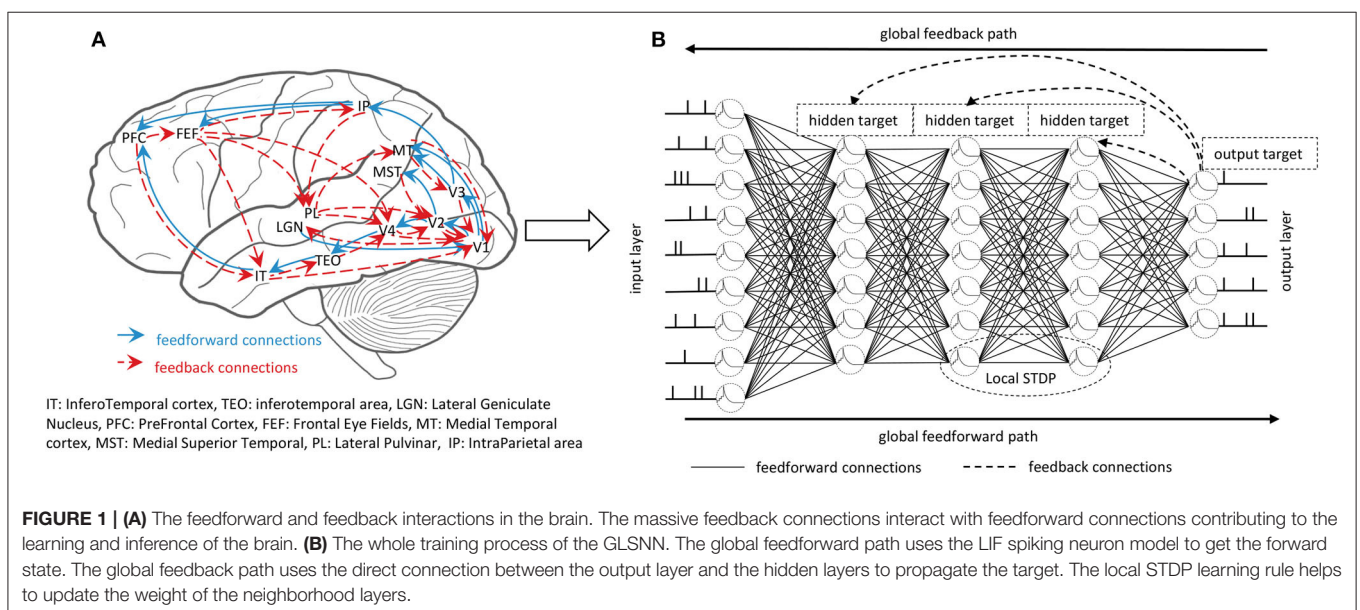 A
PFC
FEF
IP
MT
MST
V3
PL
LGN
V2
V4
V1
TEO
IT
feedforward connections
feedback connections
IT: InferoTemporal cortex, TEO: inferotemporal area, LGN: Lateral Geniculate
Nucleus, PFC: PreFrontal Cortex, FEF: Frontal Eye Fields, MT: Medial Temporal
cortex, MST: Medial Superior Temporal, PL: Lateral Pulvinar, IP: IntraParietal area
B
global feedback path
hidden target
hidden target
hidden target
output target
input layer
output layer
Local STDP
global feedforward path
feedforward connections
feedback connections
FIGURE 1 | (A) The feedforward and feedback interactions in the brain. The massive feedback connections interact with feedforward connections contributing to the
learning and inference of the brain. (B) The whole training process of the GLSNN. The global feedforward path uses the LIF spiking neuron model to get the forward
state. The global feedback path uses the direct connection between the output layer and the hidden layers to propagate the target. The local STDP learning rule helps
to update the weight of the neighborhood layers.